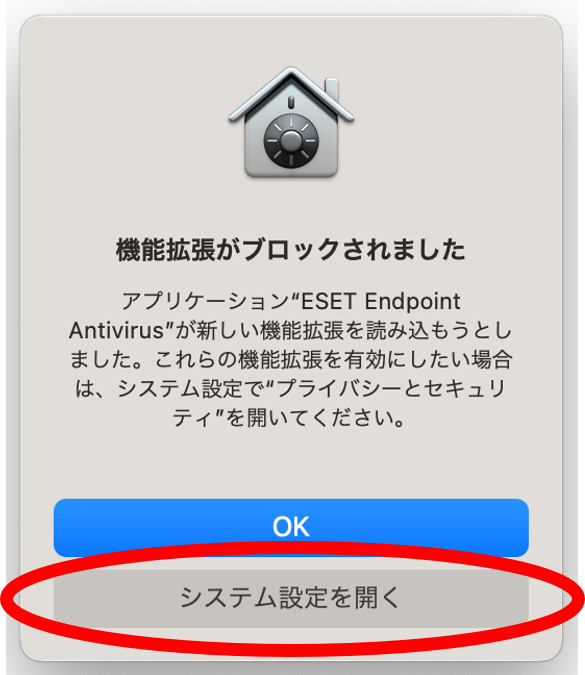 機能拡張がブロックされました
アプリケーション“ESET Endpoint
Antivirus”が新しい機能拡張を読み込もうとし
ました。これらの機能拡張を有効にしたい場合
は、システム設定で“プライバシーとセキュリ
ティ”を開いてください。
OK
システム設定を開く